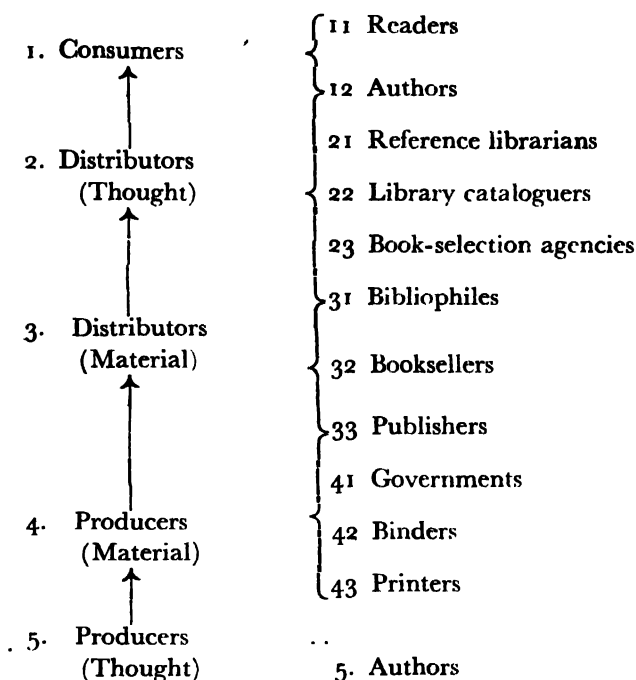 1. Consumers
2. Distributors
(Thought)
3. Distributors
(Material)
4. Producers
(Material)
5. Producers
(Thought)
11 Readers
12 Authors
21 Reference librarians
22 Library cataloguers
23 Book-selection agencies
31 Bibliophiles
32 Booksellers
33 Publishers
41 Governments
42 Binders
43 Printers
5. Authors